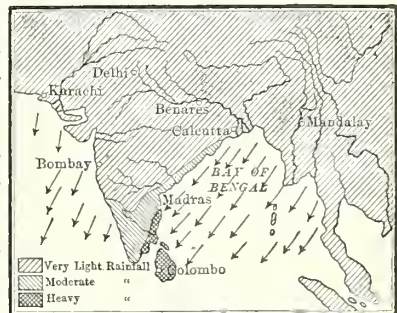 Delhi
Karachi
Benares
Calcutta
Mandalay
Bombay
BAY OF
BENGAL
Madras
Colombo
Very Light Rainfall
Moderate "
Heavy "